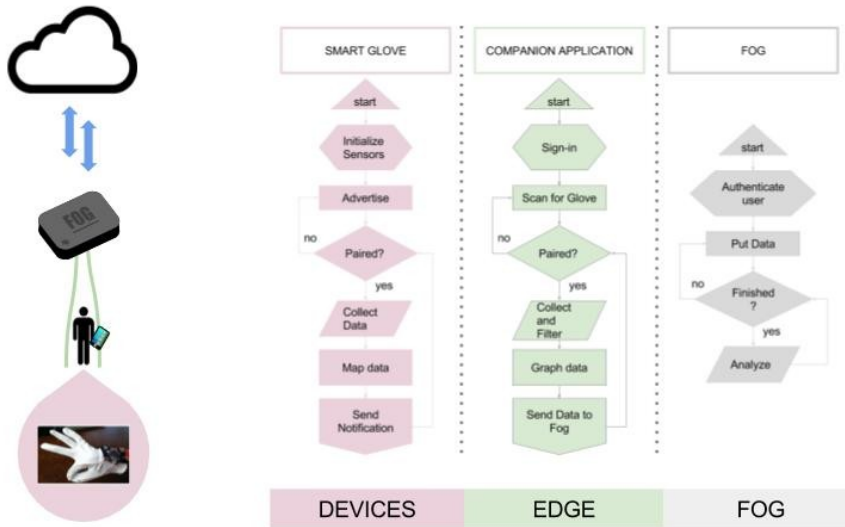 FOG
SMART GLOVE
start
Initialize
Sensors
Advertise
no
Paired?
yes
Collect
Data
Map data
Send
Notification
DEVICES
COMPANION APPLICATION
start
Sign-in
Scan for Glove
no
Paired?
yes
Collect
and
Filter
Graph data
Send Data to
Fog
EDGE
FOG
start
Authenticate
user
Put Data
no
Finished
?
yes
Analyze
FOG